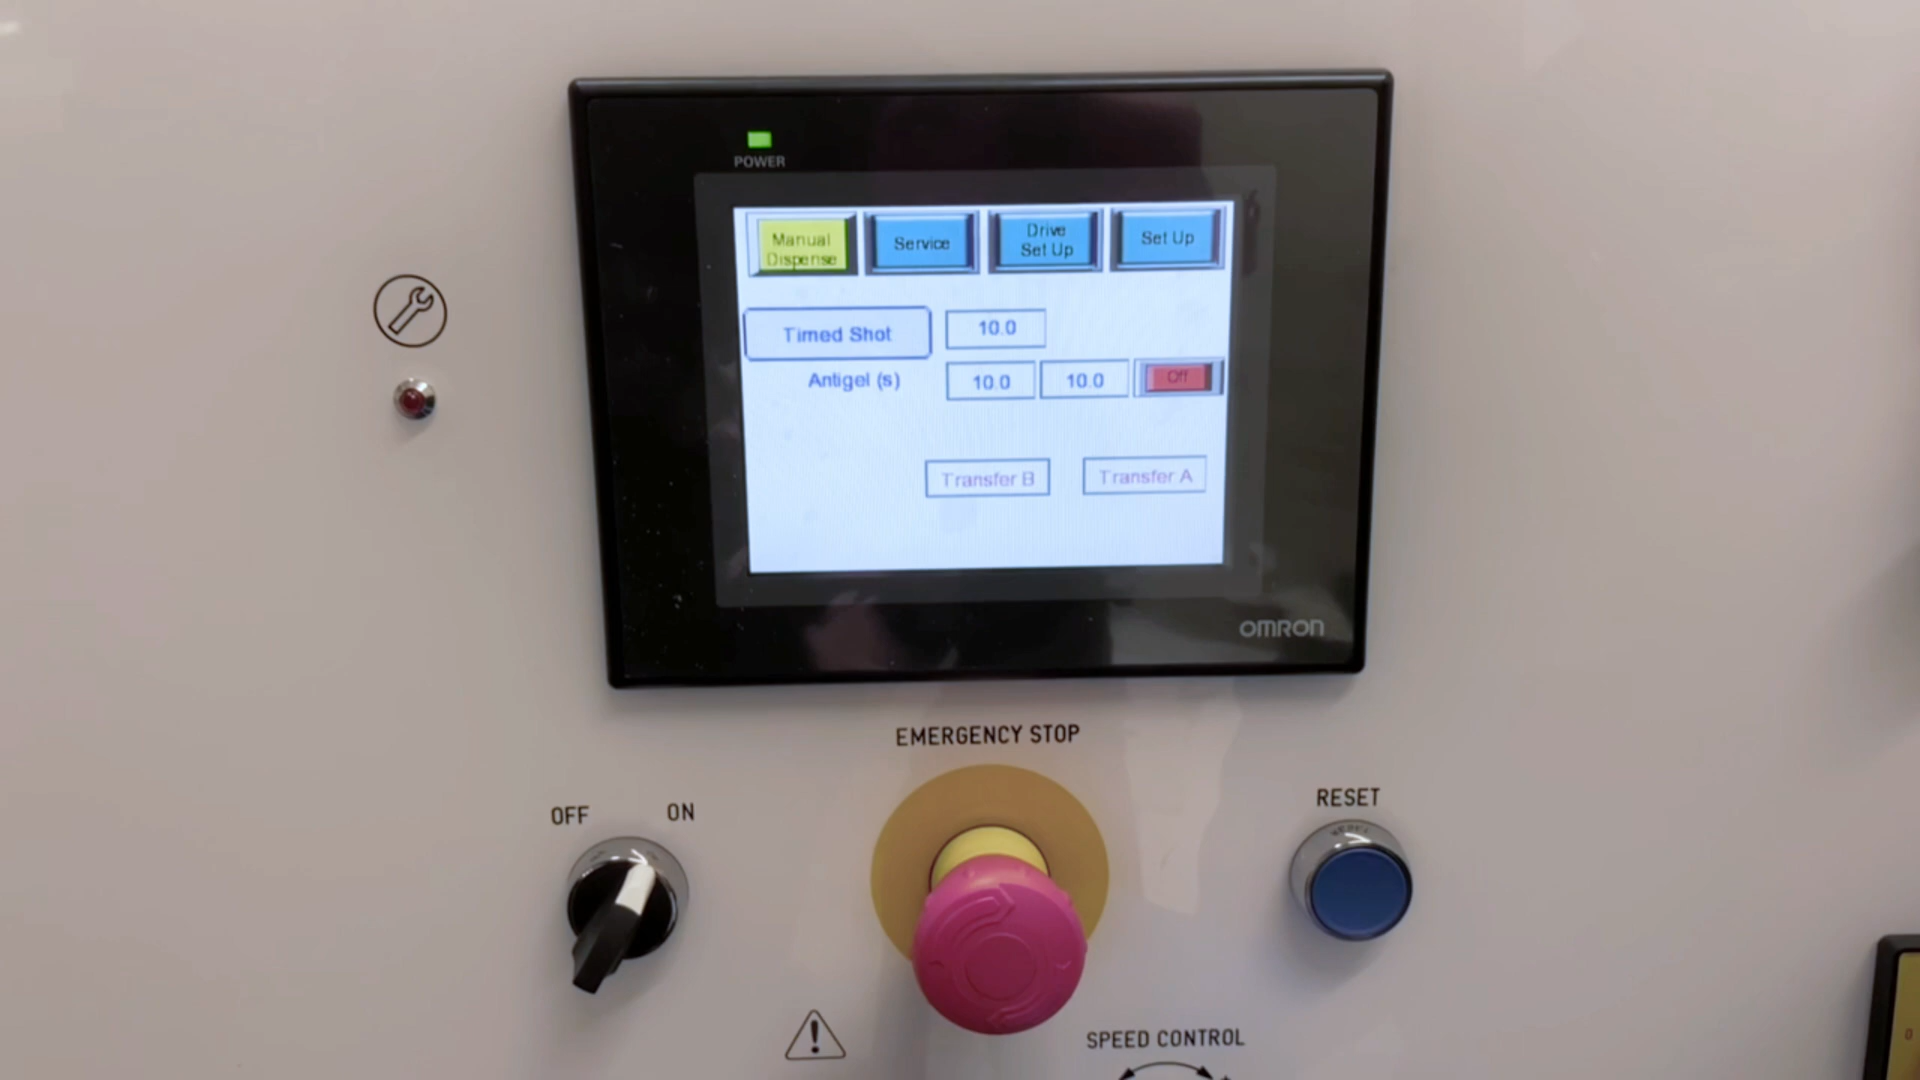 POWER
Manual
Dispense
Service
Drive
Set Up
Set Up
Timed Shot
10.0
Antigel (s)
10.0
10.0
Off
Transfer B
Transfer A
OMRON
EMERGENCY STOP
OFF
ON
RESET
SPEED CONTROL